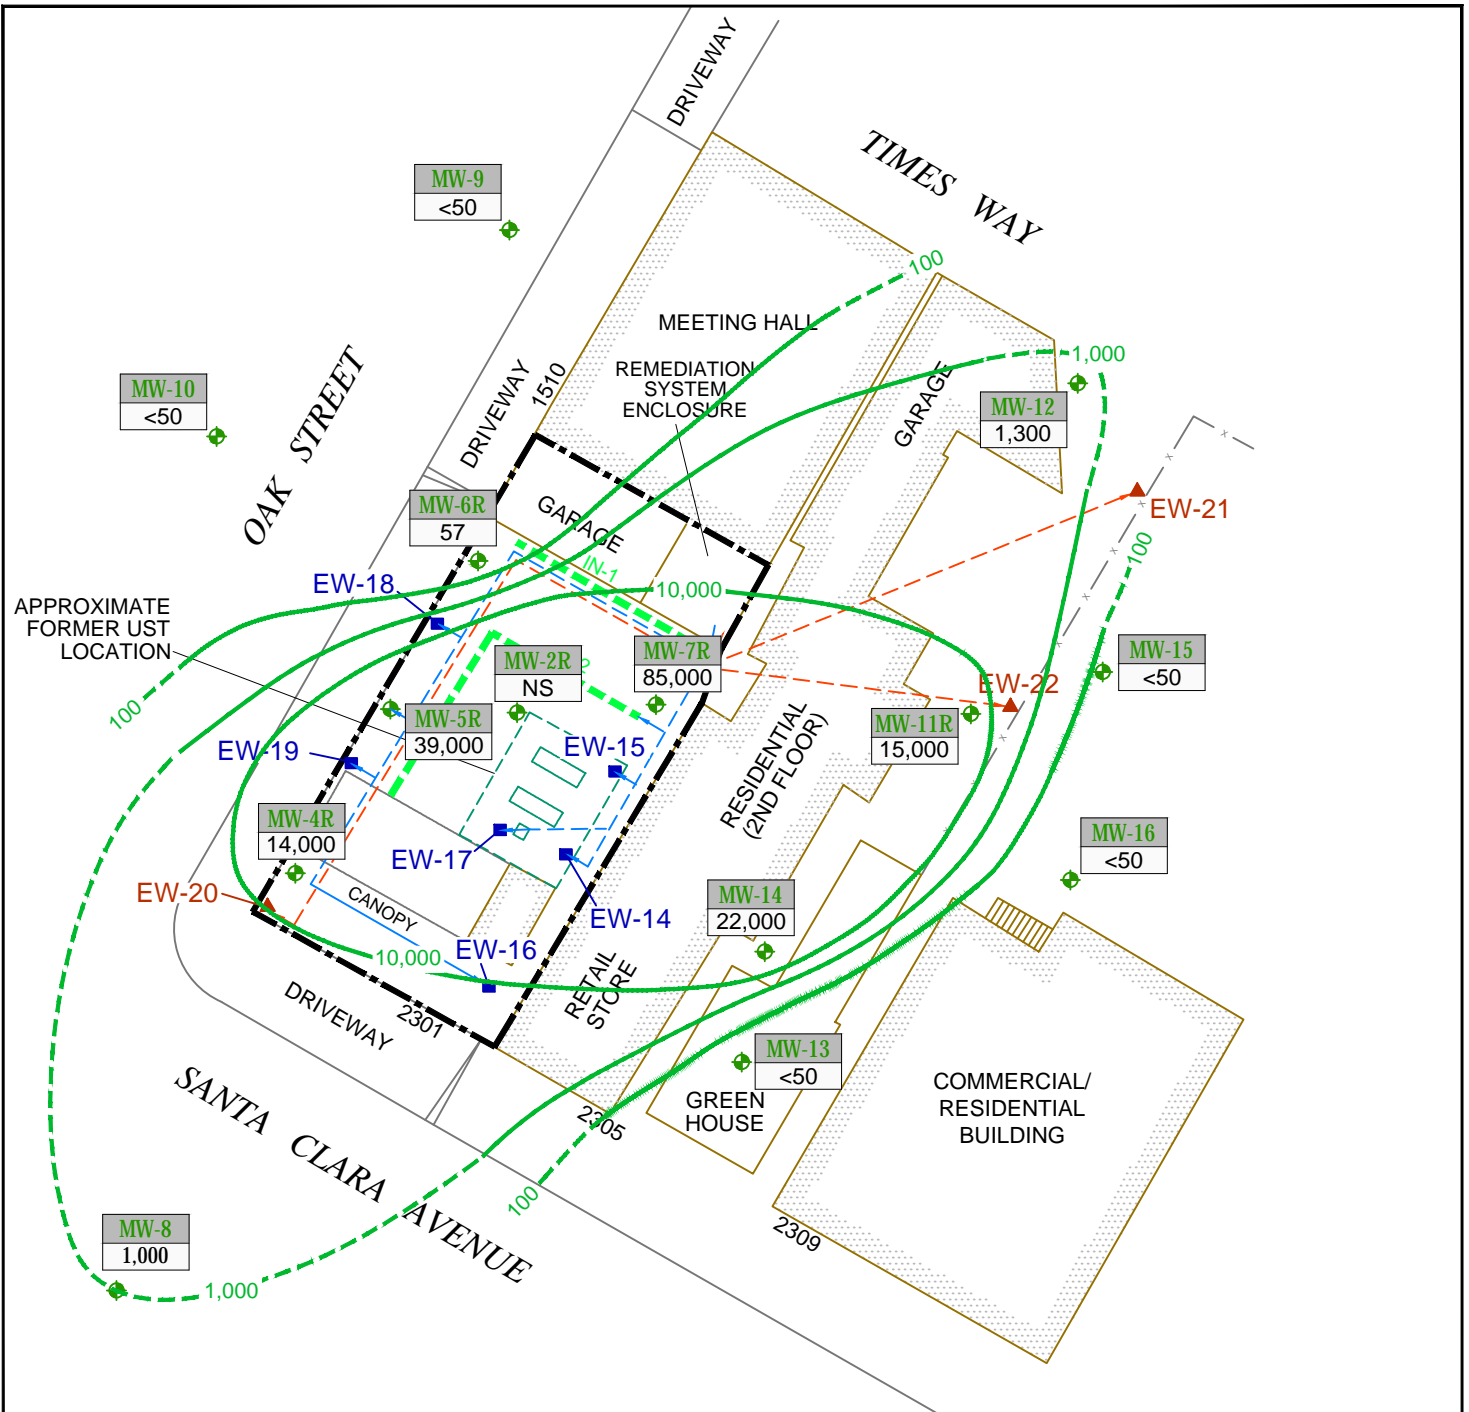 DRIVEWAY
TIMES WAY
MW-9
<50
100
MEETING HALL
1,000
REMEDIATION
SYSTEM
ENCLOSURE
DRIVEWAY
1510
GARAGE
MW-10
<50
MW-12
1,300
OAK STREET
MW-6R
57
GARAGE
EW-21
IN-1
100
EW-18
10,000
APPROXIMATE
FORMER UST
LOCATION
MW-2R
NS
2
MW-7R
85,000
MW-15
<50
EW-22
100
MW-5R
39,000
MW-11R
15,000
EW-19
EW-15
RESIDENTIAL
(2ND FLOOR)
MW-4R
14,000
EW-17
MW-16
<50
EW-20
CANOPY
EW-14
MW-14
22,000
10,000
EW-16
RETAIL
STORE
DRIVEWAY
2301
MW-13
<50
SANTA CLARA AVENUE
2305
GREEN
HOUSE
COMMERCIAL/
RESIDENTIAL
BUILDING
100
2309
MW-8
1,000
1,000